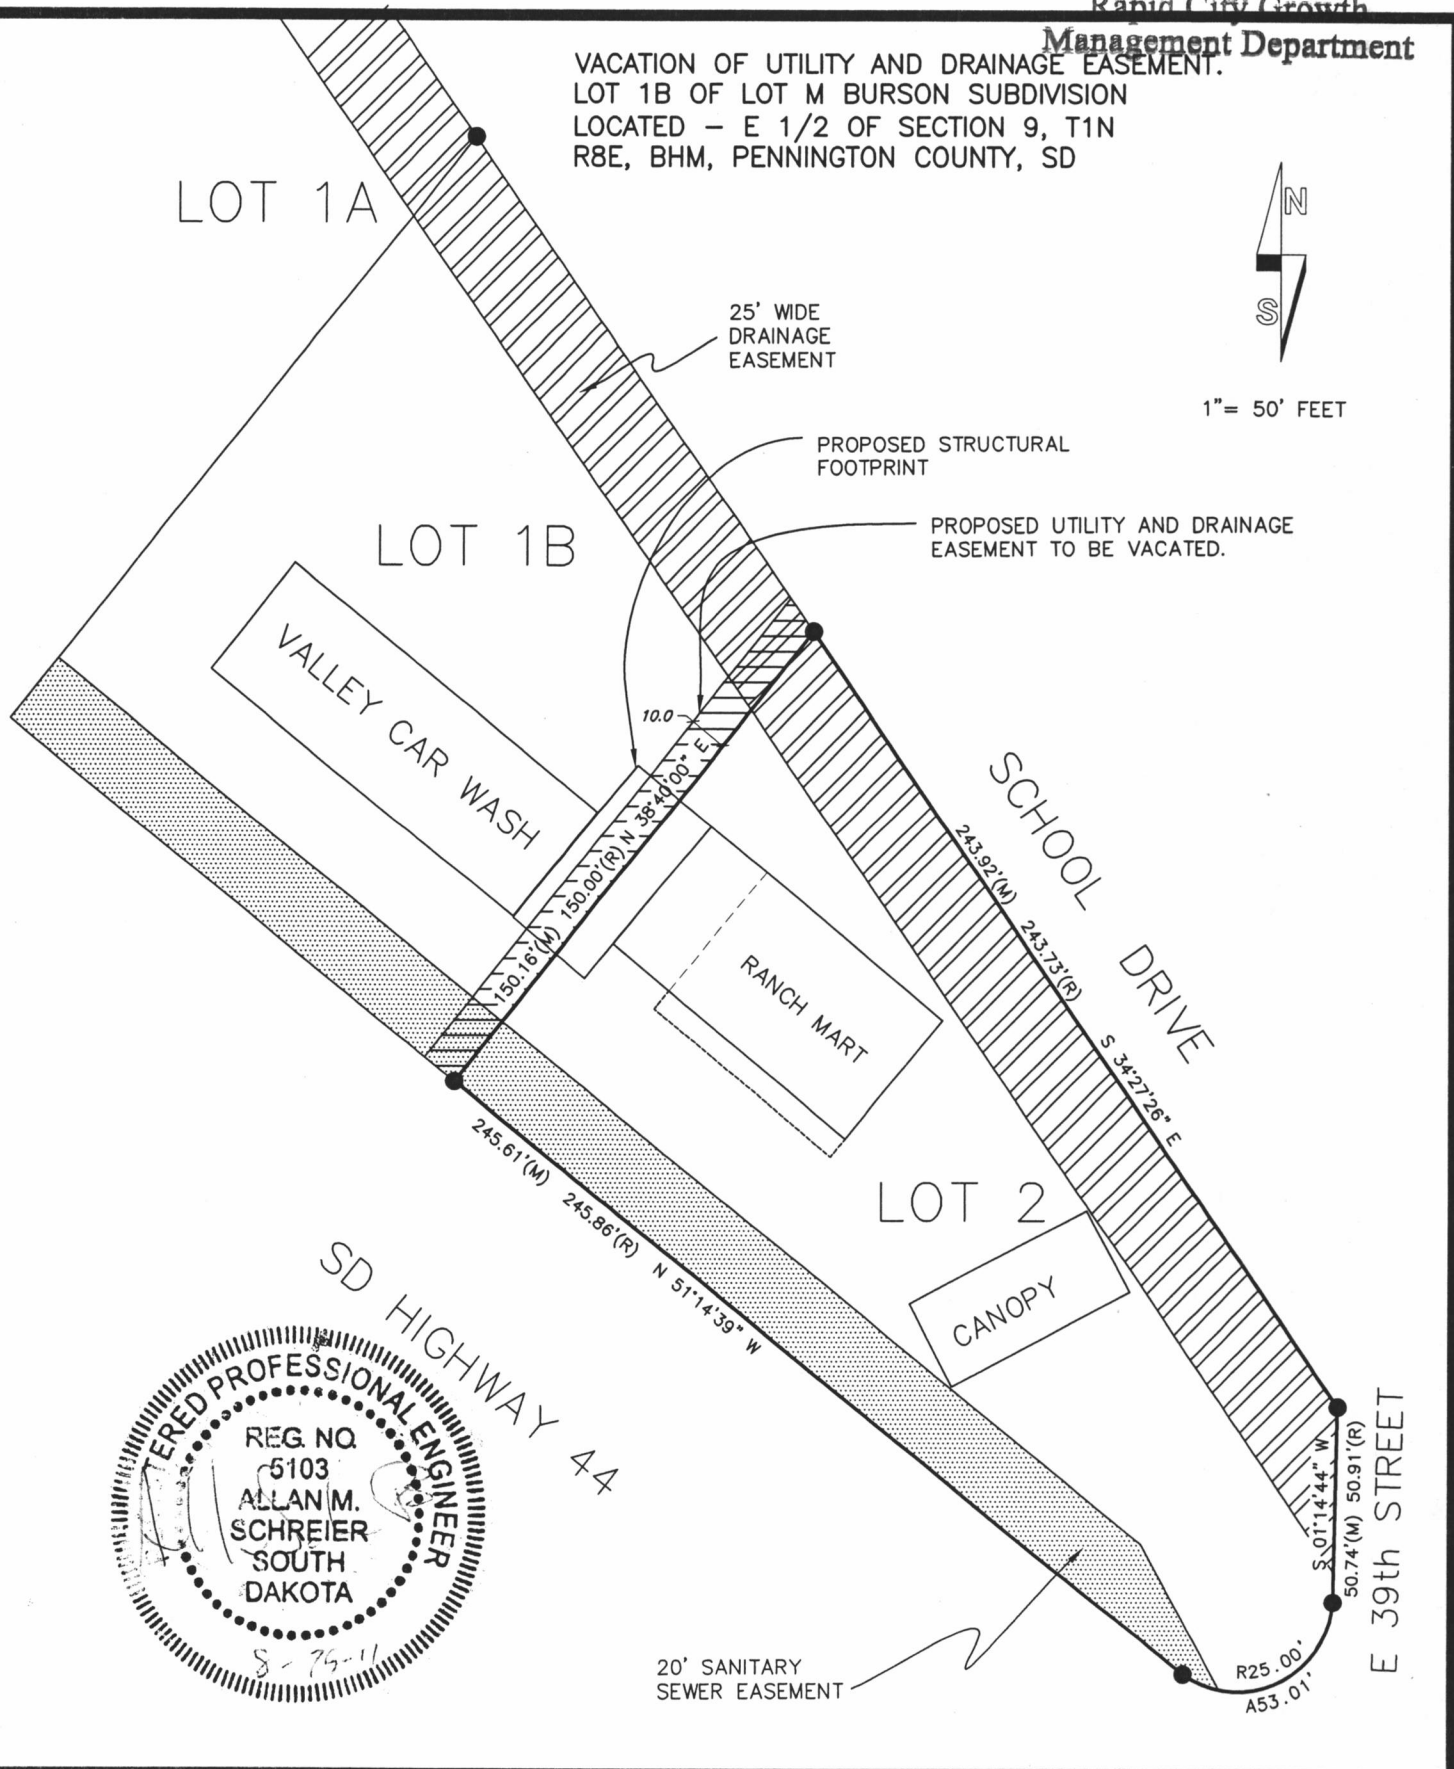 Rapid City Growth
Management Department
VACATION OF UTILITY AND DRAINAGE EASEMENT.
LOT 1B OF LOT M BURSON SUBDIVISION
LOCATED – E 1/2 OF SECTION 9, T1N
R8E, BHM, PENNINGTON COUNTY, SD
LOT 1A
N
S
1"= 50' FEET
25' WIDE
DRAINAGE
EASEMENT
PROPOSED STRUCTURAL
FOOTPRINT
PROPOSED UTILITY AND DRAINAGE
EASEMENT TO BE VACATED.
LOT 1B
VALLEY CAR WASH
10.0
150.16'(M) 150.00'(R) N 38°40'00" E
SCHOOL DRIVE
243.92'(M) 243.73'(R) S 34°27'26" E
RANCH MART
LOT 2
CANOPY
245.61'(M) 245.86'(R) N 51°14'39" W
SD HIGHWAY 44
S 01°14'44" W
50.74'(M) 50.91'(R)
E 39th STREET
R25.00'
A53.01'
20' SANITARY
SEWER EASEMENT
TERED PROFESSIONAL ENGINEER
REG. NO.
5103
ALLAN M.
SCHREIER
SOUTH
DAKOTA